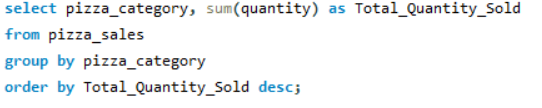 select pizza_category, sum(quantity) as Total_Quantity_Sold
from pizza_sales
group by pizza_category
order by Total_Quantity_Sold desc;